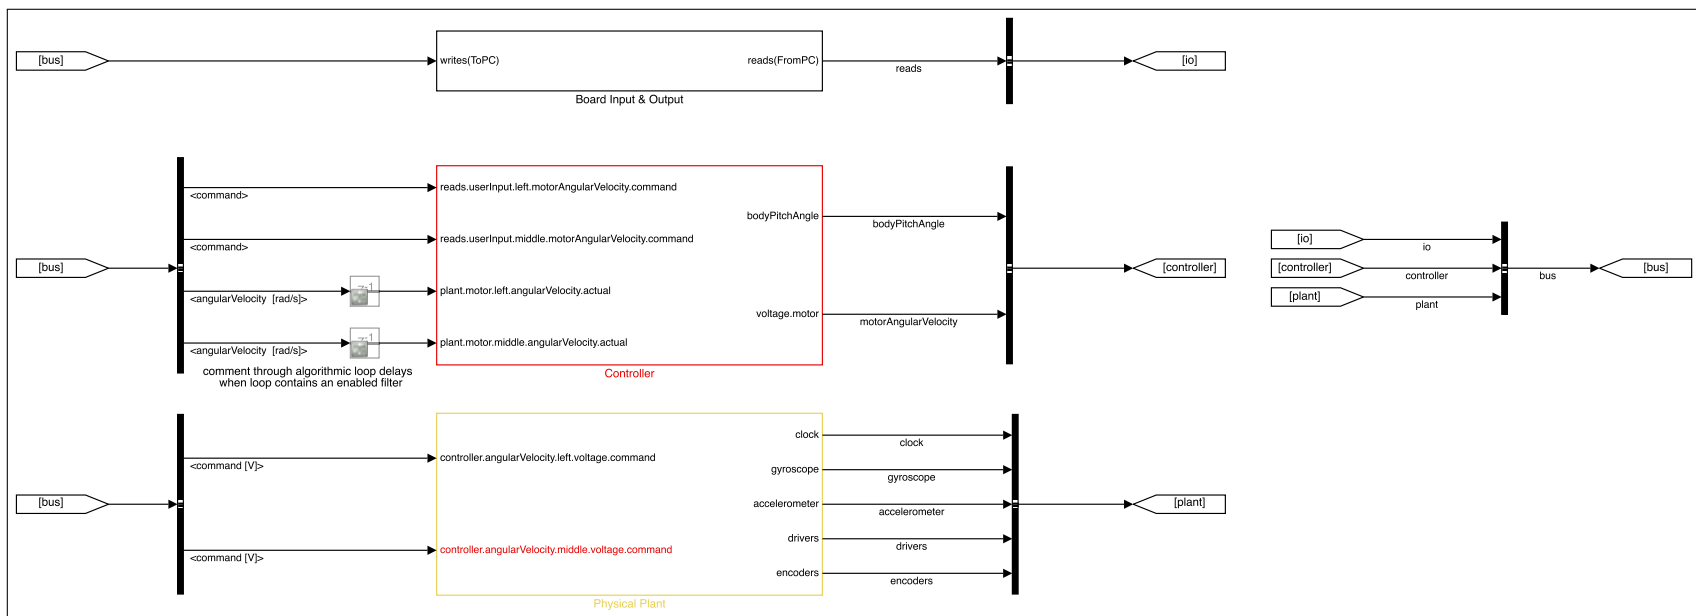 [bus]
writes(ToPC)
reads(FromPC)
reads
[io]
Board Input & Output
[bus]
<command>
<command>
<angularVelocity [rad/s]>
<angularVelocity [rad/s]>
comment through algorithmic loop delays
when loop contains an enabled filter
reads.userInput.left.motorAngularVelocity.command
reads.userInput.middle.motorAngularVelocity.command
plant.motor.left.angularVelocity.actual
plant.motor.middle.angularVelocity.actual
bodyPitchAngle
voltage.motor
Controller
bodyPitchAngle
motorAngularVelocity
[controller]
[io]
[controller]
[plant]
io
controller
plant
bus
[bus]
[bus]
<command [V]>
<command [V]>
controller.angularVelocity.left.voltage.command
controller.angularVelocity.middle.voltage.command
clock
gyroscope
accelerometer
drivers
encoders
Physical Plant
clock
gyroscope
accelerometer
drivers
encoders
[plant]